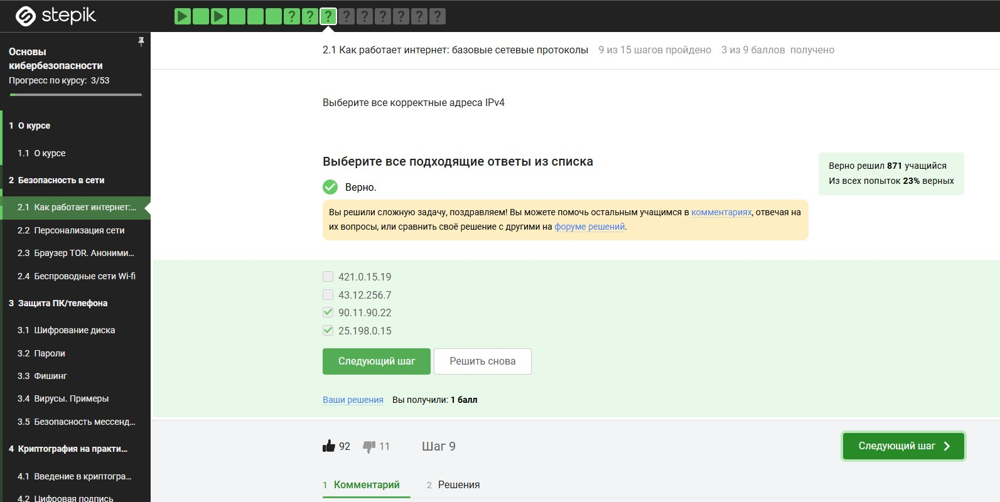 stepik
? ? ? ? ? ? ? ? ?
Основы
кибербезопасности
Прогресс по курсу: 3/53
1 О курсе
1.1 О курсе
2 Безопасность в сети
2.1 Как работает интернет:...
2.2 Персонализация сети
2.3 Браузер TOR. Аноними...
2.4 Беспроводные сети Wi-fi
3 Защита ПК/телефона
3.1 Шифрование диска
3.2 Пароли
3.3 Фишинг
3.4 Вирусы. Примеры
3.5 Безопасность мессенд...
4 Криптография на практи...
4.1 Введение в криптогра...
4.2 Цифровая подпись
2.1 Как работает интернет: базовые сетевые протоколы 9 из 15 шагов пройдено 3 из 9 баллов получено
Выберите все корректные адреса IPv4
Выберите все подходящие ответы из списка
Верно.
Вы решили сложную задачу, поздравляем! Вы можете помочь остальным учащимся в комментариях, отвечая на
их вопросы, или сравнить своё решение с другими на форуме решений.
Верно решил 871 учащийся
Из всех попыток 23% верных
421.0.15.19
43.12.256.7
90.11.90.22
25.198.0.15
Следующий шаг Решить снова
Ваши решения Вы получили: 1 балл
92 11 Шаг 9 Следующий шаг
1 Комментарий 2 Решения